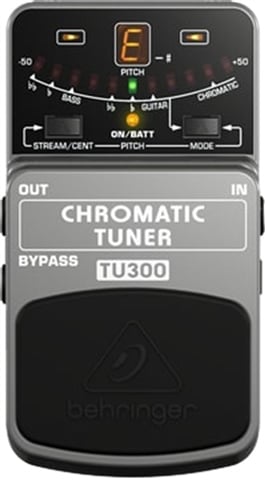 E
-#
-50 PITCH +50
♭♭ ♭ BASS ♭ ♭ GUITAR CHROMATIC
STREAM/CENT ON/BATT PITCH MODE
OUT IN
CHROMATIC
TUNER
BYPASS TU300
behringer